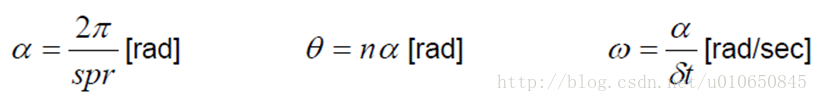 α = 2π / spr [rad] θ = nα [rad] ω = α / δt [rad/sec]
http://blog.csdn.net/u010650845